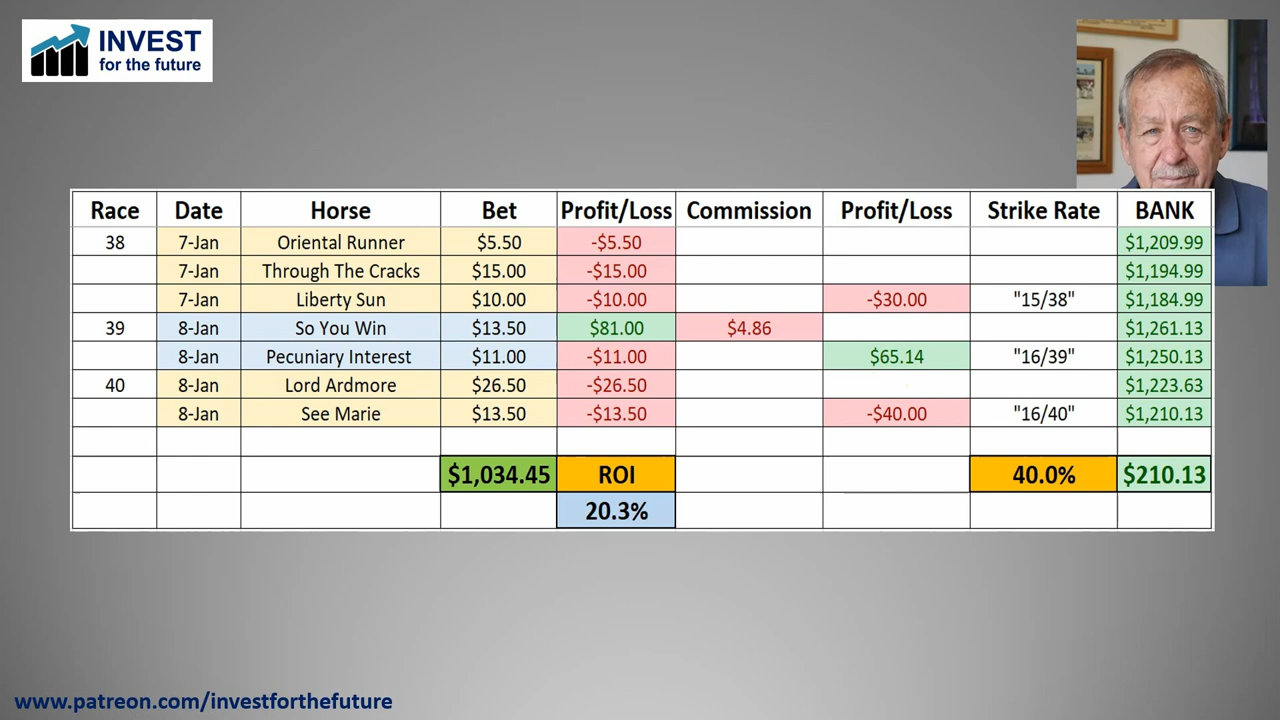 INVEST
for the future
Race Date Horse Bet Profit/Loss Commission Profit/Loss Strike Rate BANK
38 7-Jan Oriental Runner $5.50 -$5.50 $1,209.99
7-Jan Through The Cracks $15.00 -$15.00 $1,194.99
7-Jan Liberty Sun $10.00 -$10.00 -$30.00 "15/38" $1,184.99
39 8-Jan So You Win $13.50 $81.00 $4.86 $1,261.13
8-Jan Pecuniary Interest $11.00 -$11.00 $65.14 "16/39" $1,250.13
40 8-Jan Lord Ardmore $26.50 -$26.50 $1,223.63
8-Jan See Marie $13.50 -$13.50 -$40.00 "16/40" $1,210.13
$1,034.45 ROI 40.0% $210.13
20.3%
www.patreon.com/investforthefuture